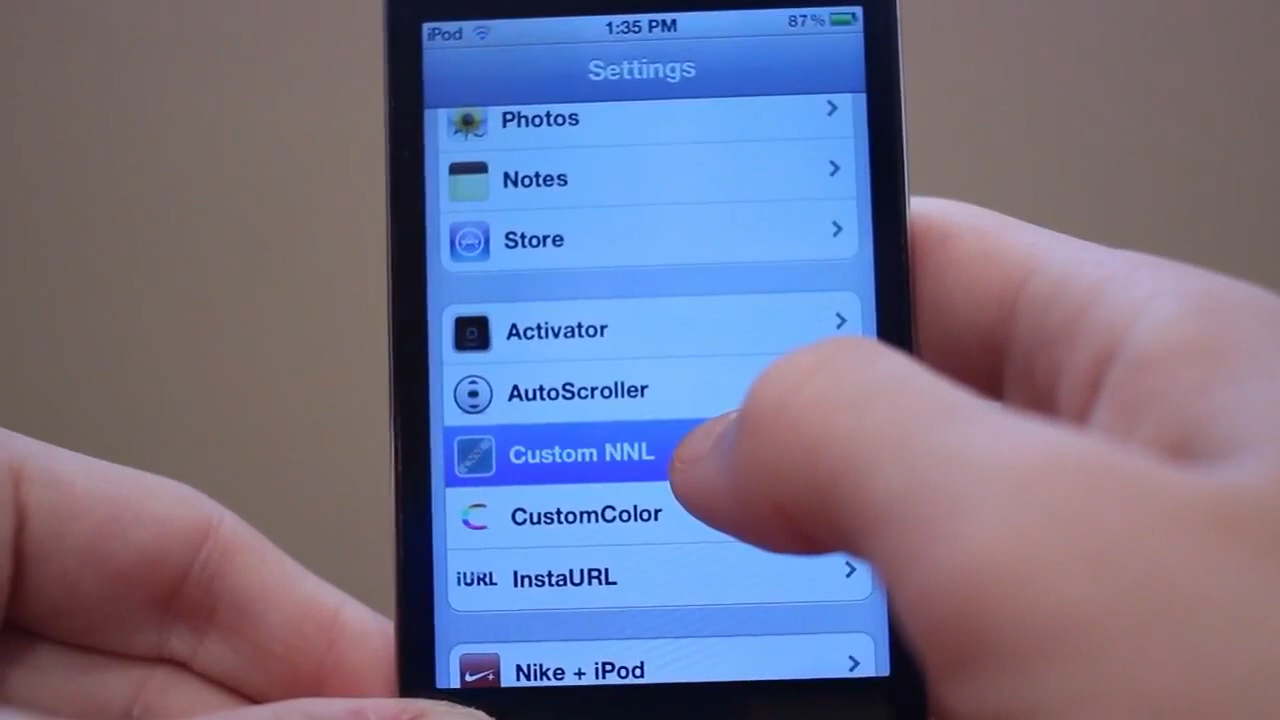 iPod 1:35 PM 87%
Settings
Photos
Notes
Store
Activator
AutoScroller
Custom NNL
CustomColor
iURL InstaURL
Nike + iPod